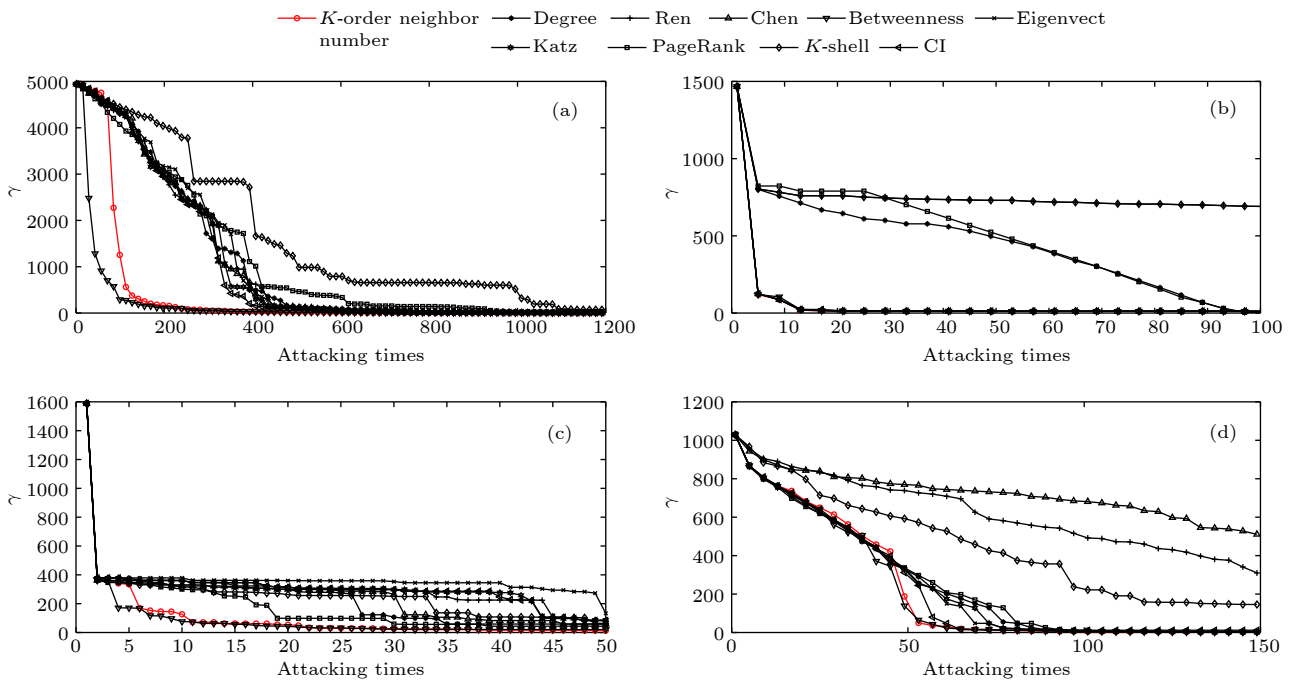 K-order neighbor number
Degree
Ren
Chen
Betweenness
Eigenvect
Katz
PageRank
K-shell
CI
5000
4000
3000
2000
1000
0
γ
(a)
0 200 400 600 800 1000 1200
Attacking times
1500
1000
500
0
γ
(b)
0 10 20 30 40 50 60 70 80 90 100
Attacking times
1600
1400
1200
1000
800
600
400
200
0
γ
(c)
0 5 10 15 20 25 30 35 40 45 50
Attacking times
1200
1000
800
600
400
200
0
γ
(d)
0 50 100 150
Attacking times